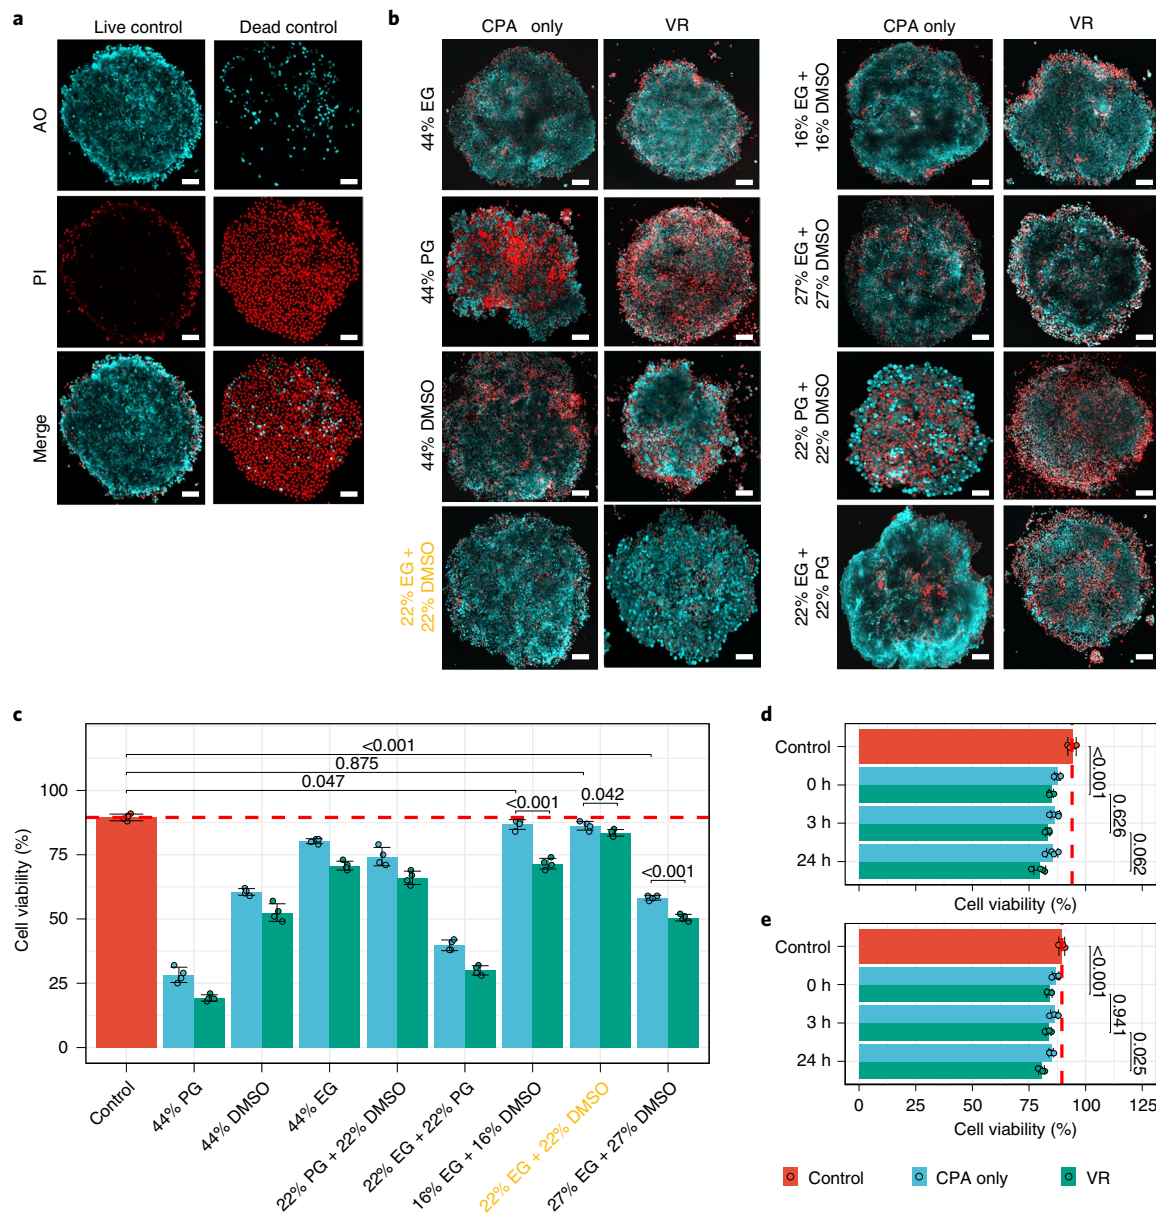 a
Live control
Dead control
AO
PI
Merge
b
CPA only
VR
44% EG
44% PG
44% DMSO
22% EG +
22% DMSO
CPA only
VR
16% EG +
16% DMSO
27% EG +
27% DMSO
22% PG +
22% DMSO
22% EG +
22% PG
c
Cell viability (%)
100
75
50
25
0
<0.001
0.875
0.047
<0.001
0.042
<0.001
Control
44% PG
44% DMSO
44% EG
22% PG + 22% DMSO
22% EG + 22% PG
16% EG + 16% DMSO
22% EG + 22% DMSO
27% EG + 27% DMSO
d
Control
0 h
3 h
24 h
<0.001
0.626
0.062
Cell viability (%)
e
Control
0 h
3 h
24 h
<0.001
0.941
0.025
0 25 50 75 100 125
Cell viability (%)
Control CPA only VR